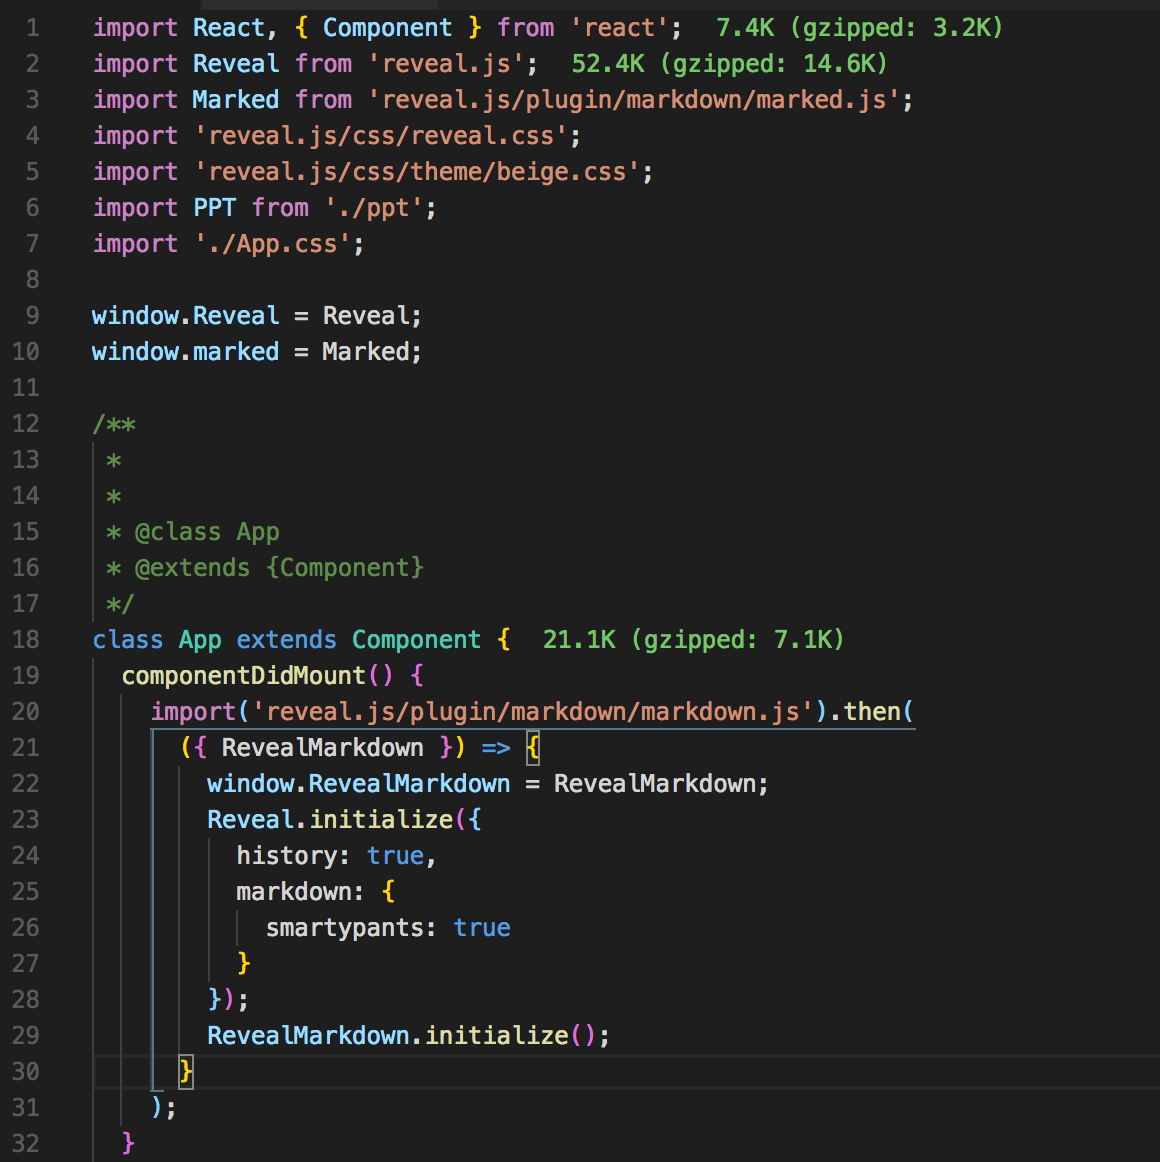 1 import React, { Component } from 'react'; 7.4K (gzipped: 3.2K)
2 import Reveal from 'reveal.js'; 52.4K (gzipped: 14.6K)
3 import Marked from 'reveal.js/plugin/markdown/marked.js';
4 import 'reveal.js/css/reveal.css';
5 import 'reveal.js/css/theme/beige.css';
6 import PPT from './ppt';
7 import './App.css';
8
9 window.Reveal = Reveal;
10 window.marked = Marked;
11
12 /**
13  *
14  *
15  * @class App
16  * @extends {Component}
17  */
18 class App extends Component { 21.1K (gzipped: 7.1K)
19   componentDidMount() {
20     import('reveal.js/plugin/markdown/markdown.js').then(
21       ({ RevealMarkdown }) => {
22         window.RevealMarkdown = RevealMarkdown;
23         Reveal.initialize({
24           history: true,
25           markdown: {
26             smartypants: true
27           }
28         });
29         RevealMarkdown.initialize();
30       }
31     );
32   }